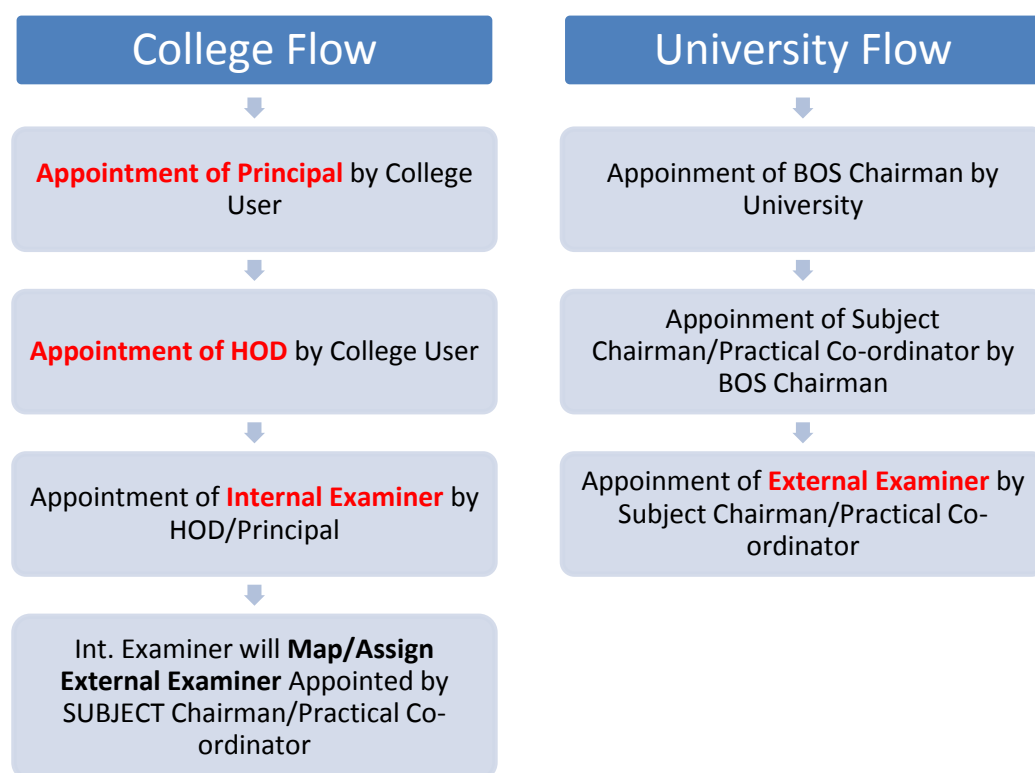 College Flow
Appointment of Principal by College
User
Appointment of HOD by College User
Appointment of Internal Examiner by
HOD/Principal
Int. Examiner will Map/Assign
External Examiner Appointed by
SUBJECT Chairman/Practical Co-
ordinator
University Flow
Appoinment of BOS Chairman by
University
Appoinment of Subject
Chairman/Practical Co-ordinator by
BOS Chairman
Appoinment of External Examiner by
Subject Chairman/Practical Co-
ordinator